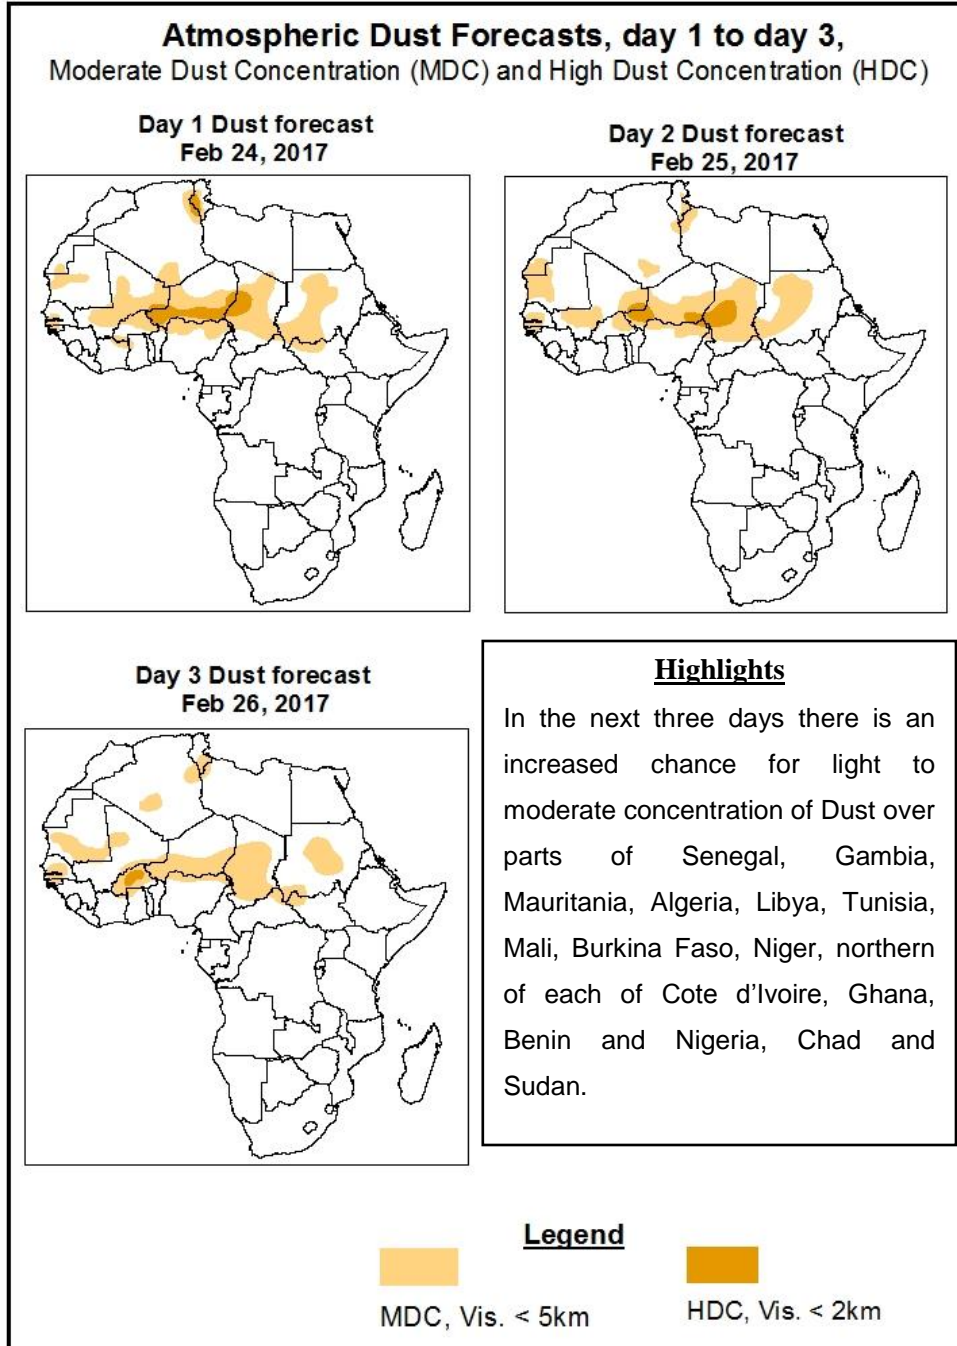 Atmospheric Dust Forecasts, day 1 to day 3,
Moderate Dust Concentration (MDC) and High Dust Concentration (HDC)
Day 1 Dust forecast
Feb 24, 2017
Day 2 Dust forecast
Feb 25, 2017
Day 3 Dust forecast
Feb 26, 2017
Highlights
In the next three days there is an
increased chance for light to
moderate concentration of Dust over
parts of Senegal, Gambia,
Mauritania, Algeria, Libya, Tunisia,
Mali, Burkina Faso, Niger, northern
of each of Cote d’Ivoire, Ghana,
Benin and Nigeria, Chad and
Sudan.
Legend
MDC, Vis. < 5km
HDC, Vis. < 2km